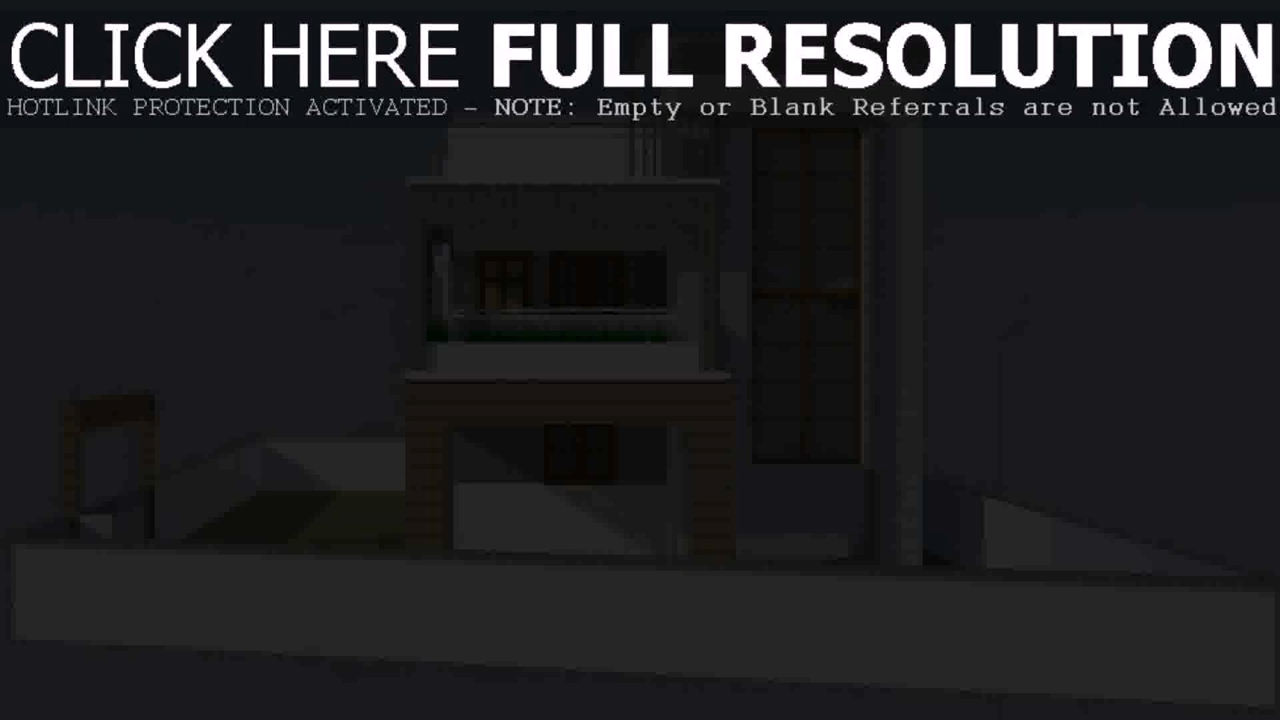 CLICK HERE FULL RESOLUTION
HOTLINK PROTECTION ACTIVATED - NOTE: Empty or Blank Referrals are not Allowed